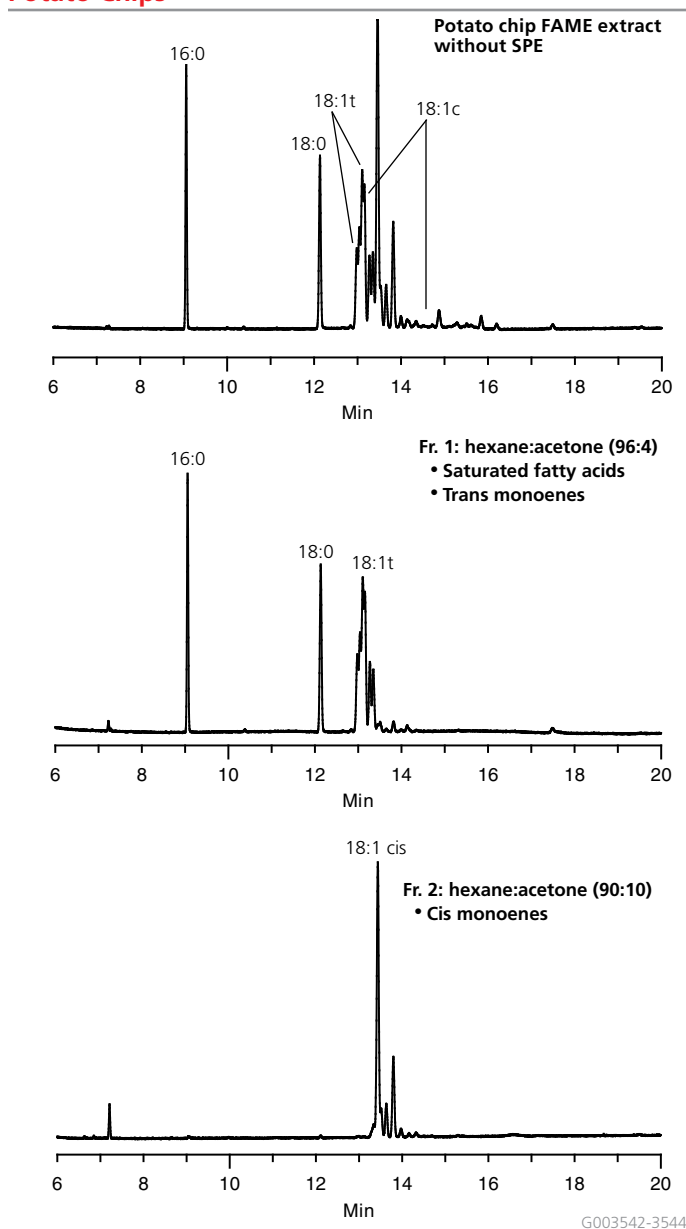 Potato Chips
Potato chip FAME extract
without SPE
16:0
18:1t
18:1c
18:0
6 8 10 12 14 16 18 20
Min
Fr. 1: hexane:acetone (96:4)
• Saturated fatty acids
• Trans monoenes
16:0
18:0
18:1t
6 8 10 12 14 16 18 20
Min
18:1 cis
Fr. 2: hexane:acetone (90:10)
• Cis monoenes
6 8 10 12 14 16 18 20
Min
G003542-3544